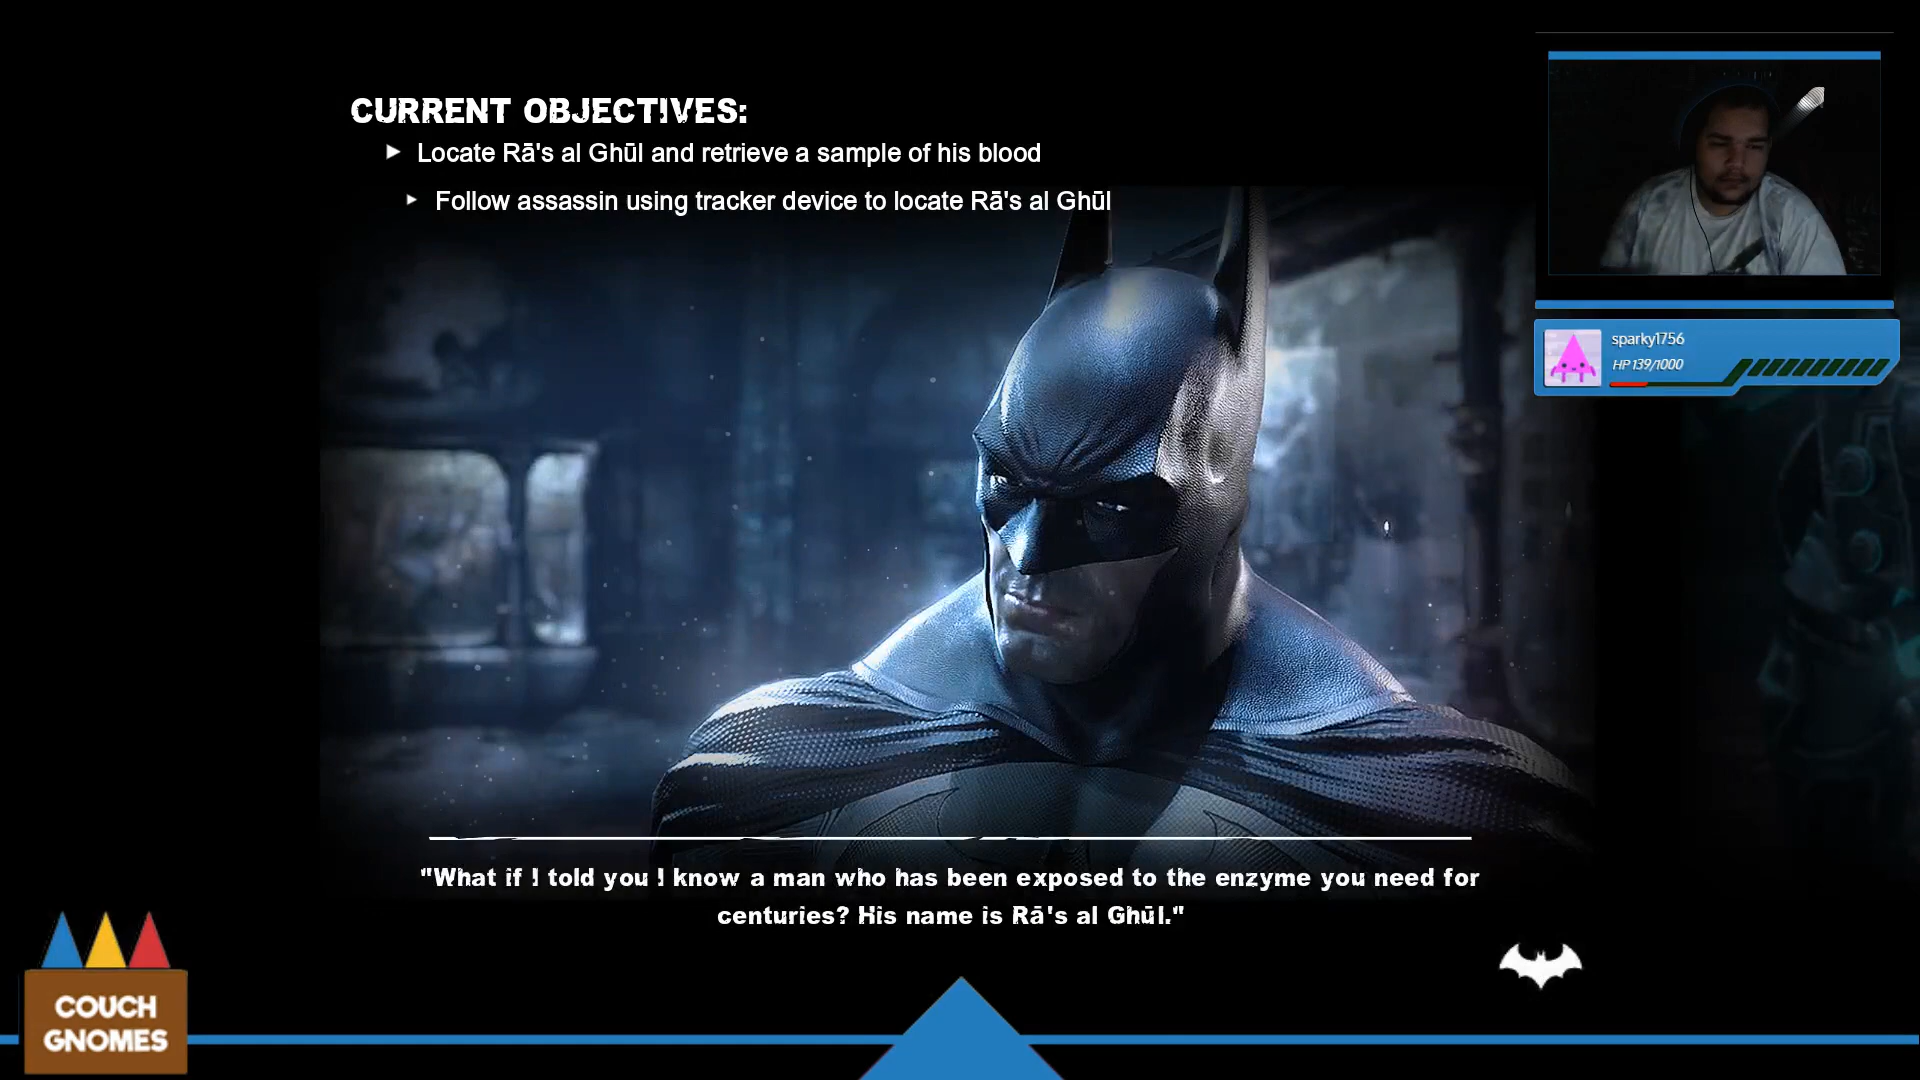 CURRENT OBJECTIVES:
Locate Rā's al Ghūl and retrieve a sample of his blood
Follow assassin using tracker device to locate Rā's al Ghūl
sparky1756
HP 139/1000
"What if I told you I know a man who has been exposed to the enzyme you need for
centuries? His name is Rā's al Ghūl."
COUCH
GNOMES